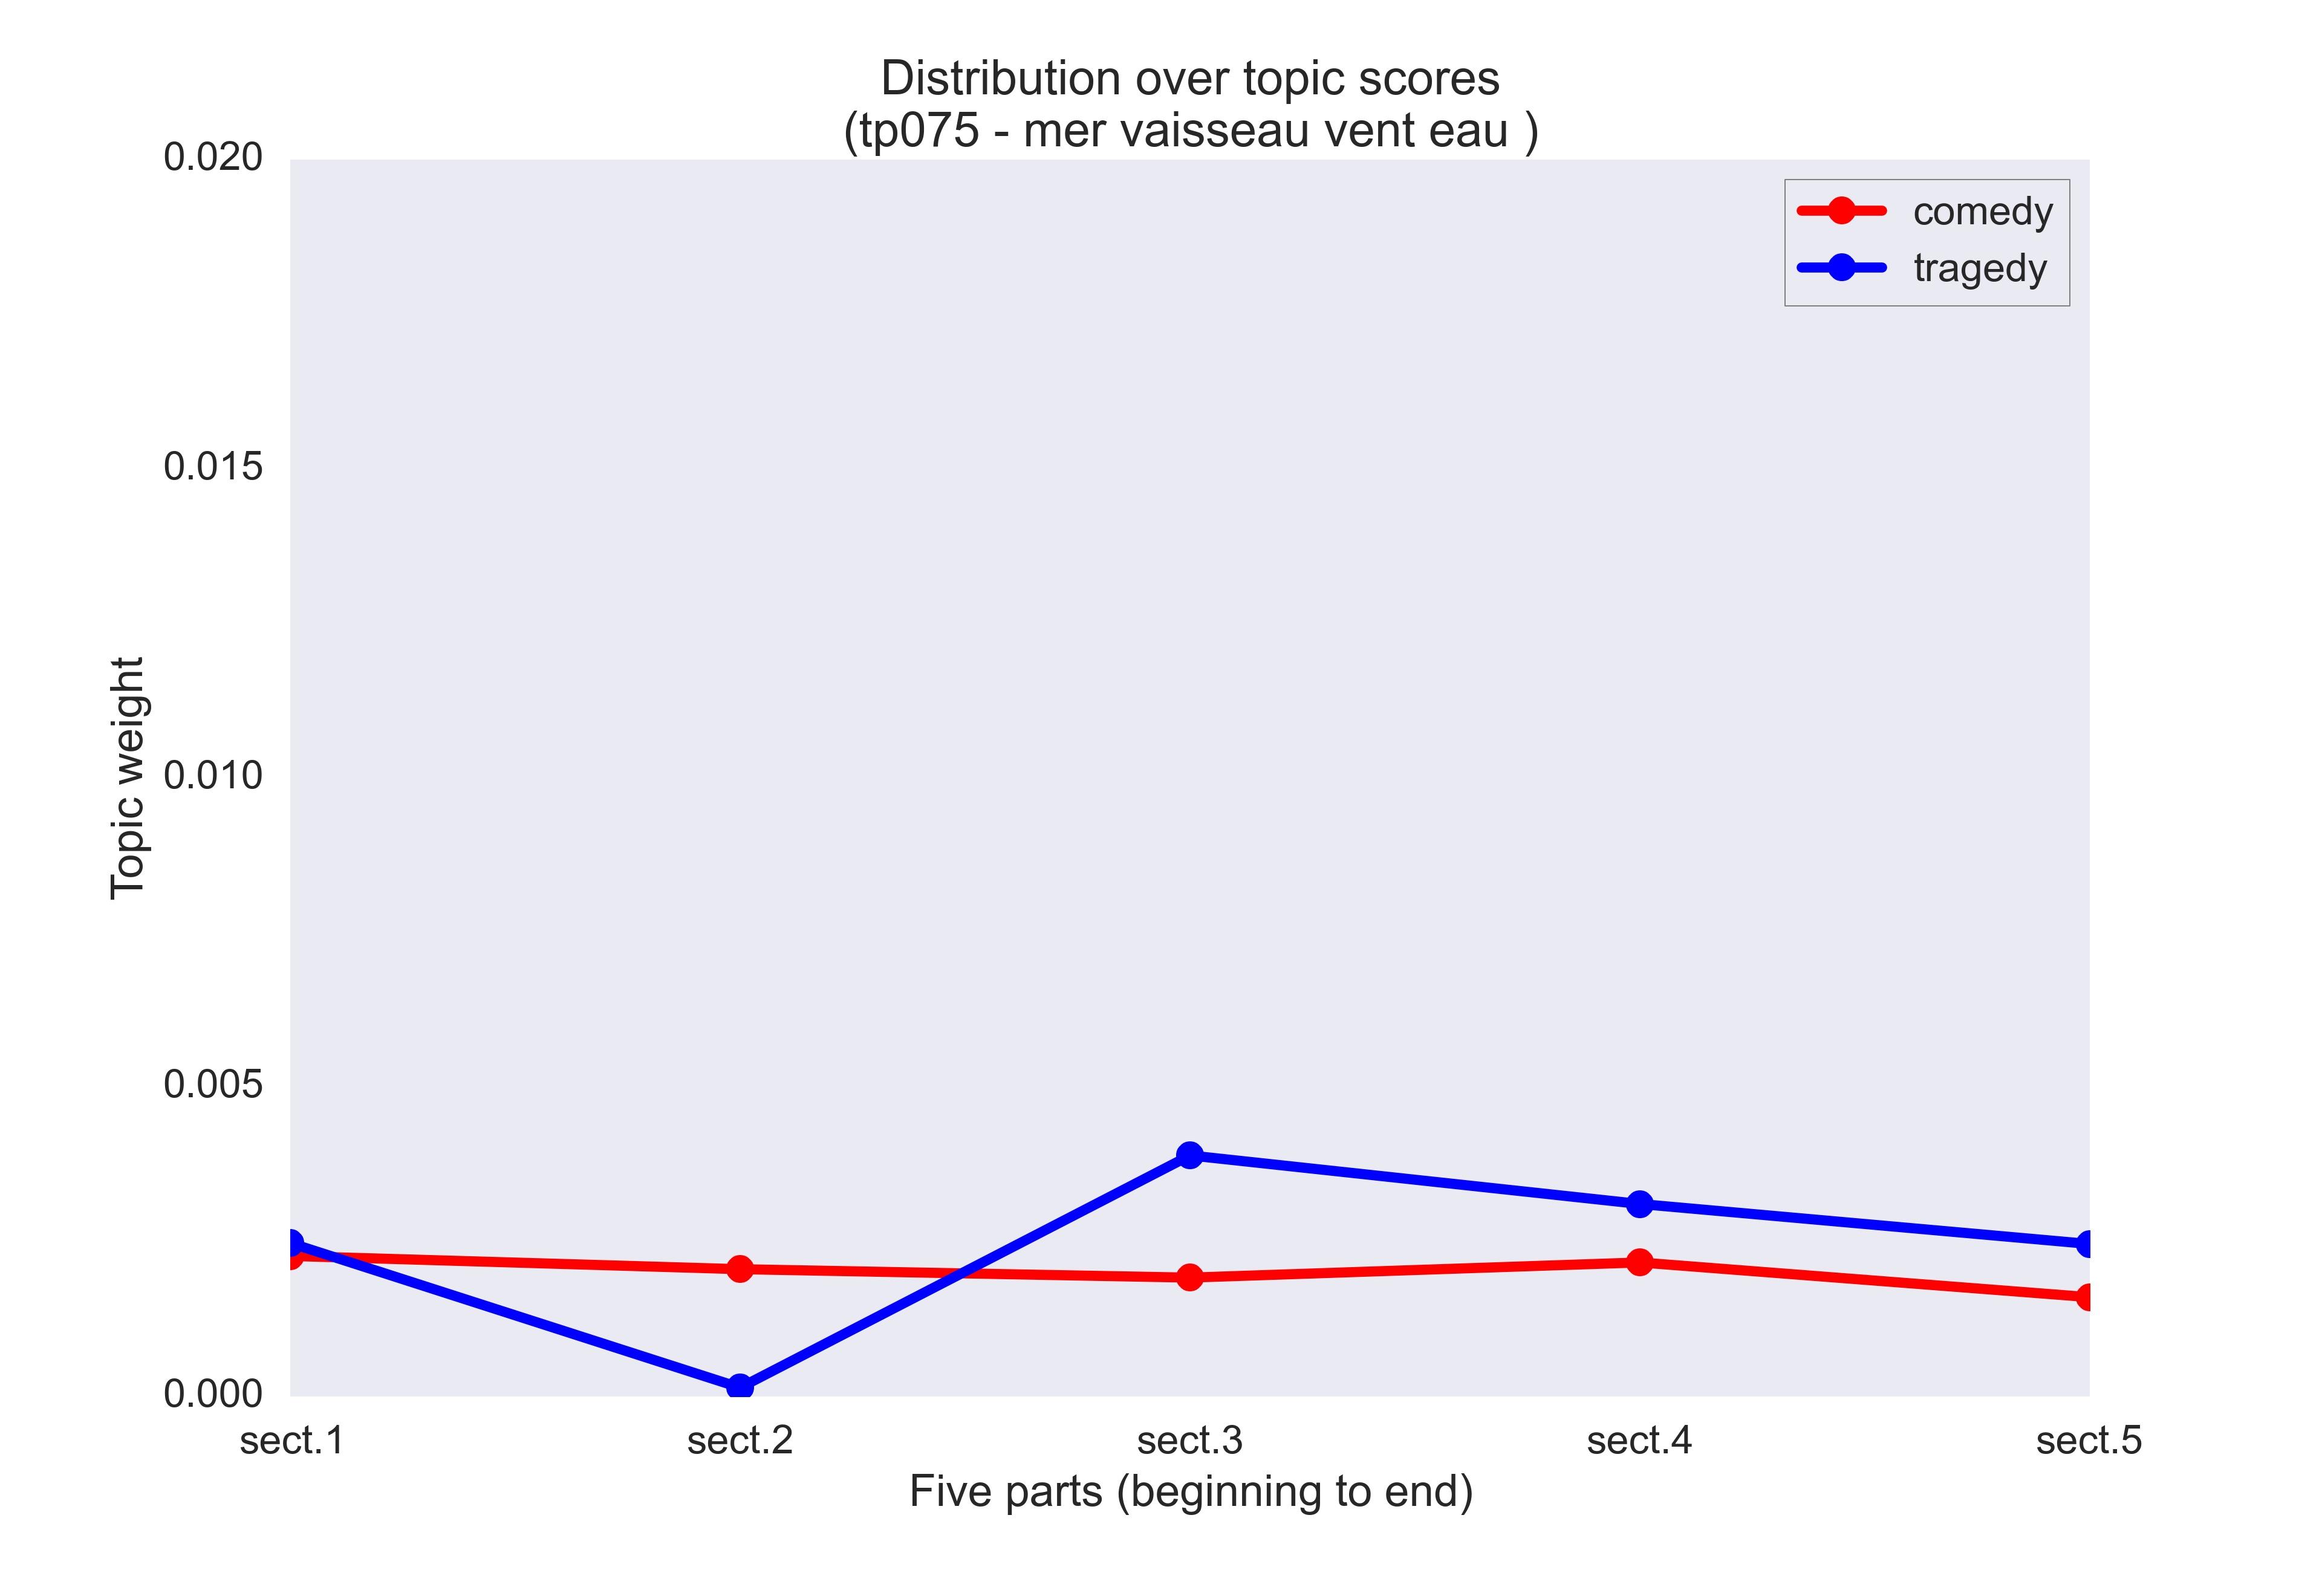 Distribution over topic scores
(tp075 - mer vaisseau vent eau )
comedy
tragedy
Topic weight
0.020
0.015
0.010
0.005
0.000
sect.1
sect.2
sect.3
sect.4
sect.5
Five parts (beginning to end)